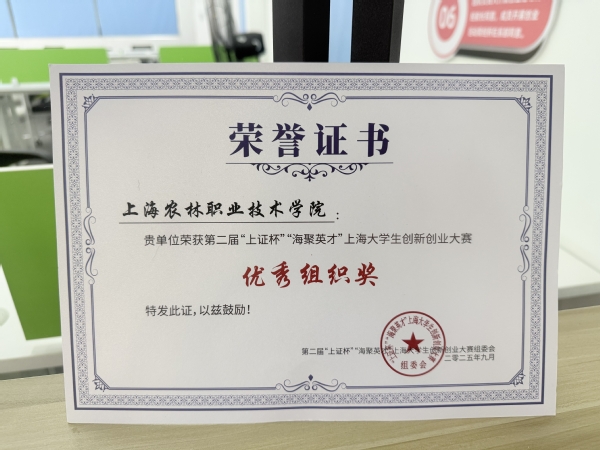 荣誉证书
上海农林职业技术学院：
贵单位荣获第二届“上证杯”“海聚英才”上海大学生创新创业大赛
优秀组织奖
特发此证，以兹鼓励！
第二届“上证杯”“海聚英才”上海大学生创新创业大赛组委会
二〇二五年九月
组委会
06